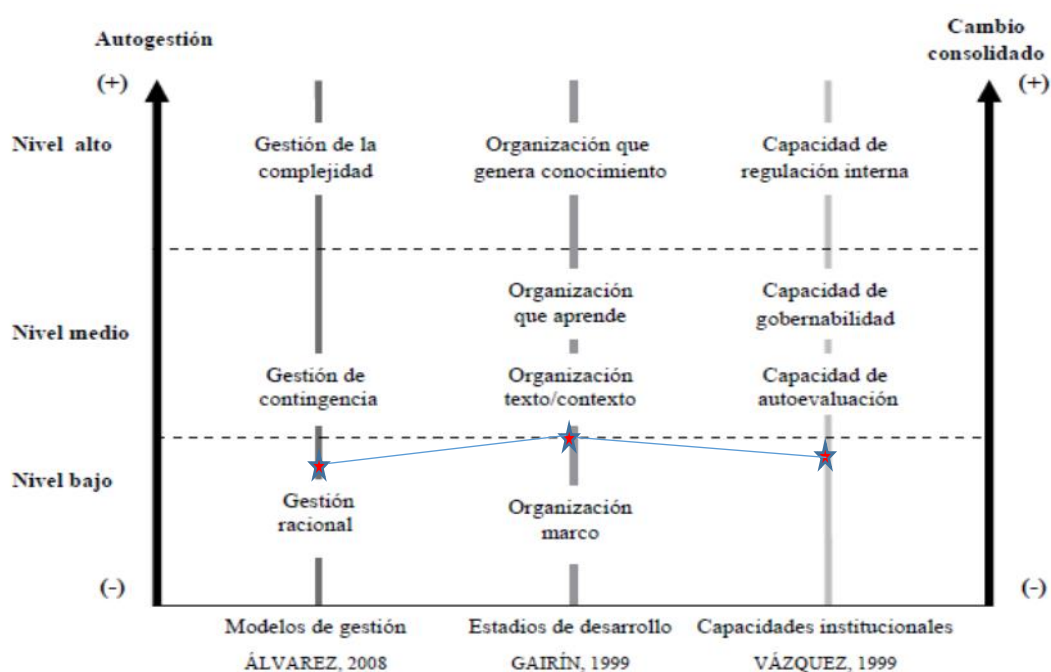 Autogestión
Cambio
consolidado
(+)
(+)
Nivel alto
Gestión de la
complejidad
Organización que
genera conocimiento
Capacidad de
regulación interna
Organización
que aprende
Capacidad de
gobernabilidad
Nivel medio
Gestión de
contingencia
Organización
texto/contexto
Capacidad de
autoevaluación
Nivel bajo
Gestión
racional
Organización
marco
(-)
(-)
Modelos de gestión
Estadios de desarrollo
Capacidades institucionales
ÁLVAREZ, 2008
GAIRÍN, 1999
VÁZQUEZ, 1999